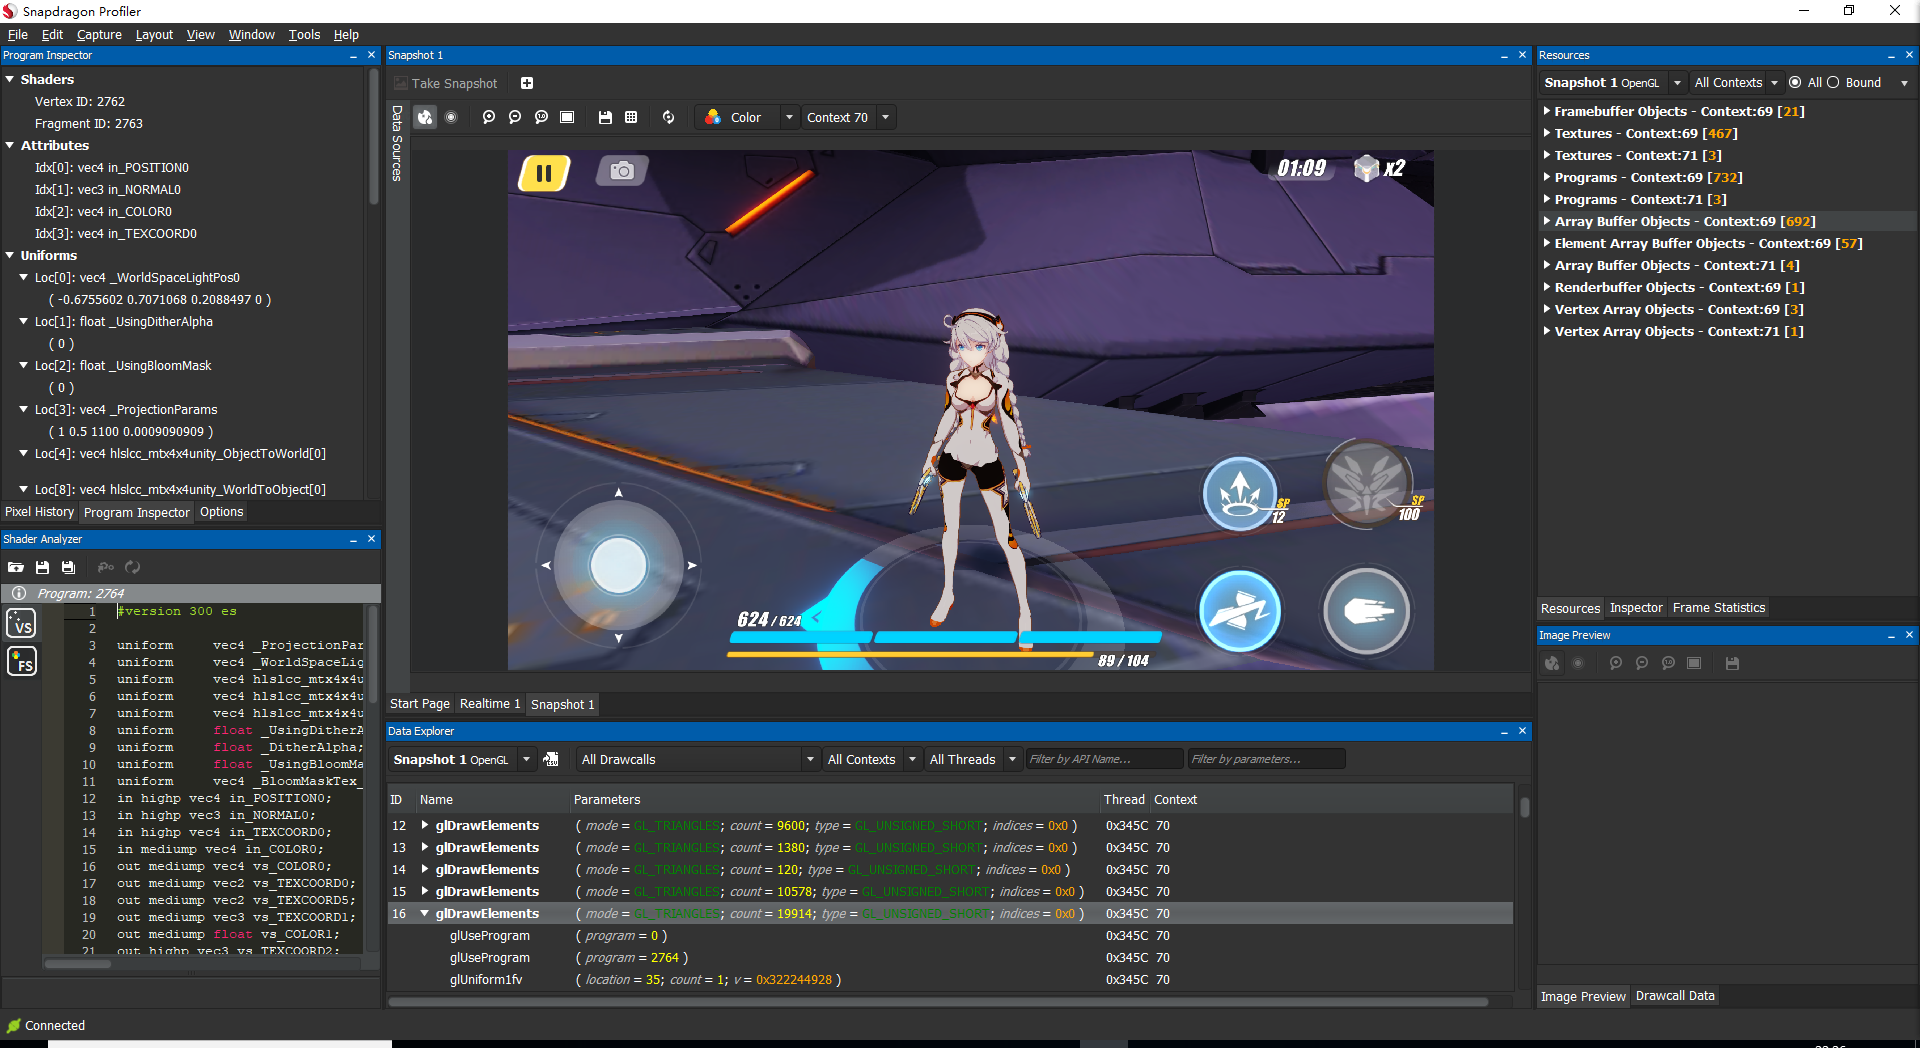 Snapdragon Profiler
File Edit Capture Layout View Window Tools Help
Program Inspector
Shaders
Vertex ID: 2762
Fragment ID: 2763
Attributes
Idx[0]: vec4 in_POSITION0
Idx[1]: vec3 in_NORMAL0
Idx[2]: vec4 in_COLOR0
Idx[3]: vec4 in_TEXCOORD0
Uniforms
Loc[0]: vec4 _WorldSpaceLightPos0
( -0.6755602 0.7071068 0.2088497 0 )
Loc[1]: float _UsingDitherAlpha
( 0 )
Loc[2]: float _UsingBloomMask
( 0 )
Loc[3]: vec4 _ProjectionParams
( 1 0.5 1100 0.0009090909 )
Loc[4]: vec4 hlslcc_mtx4x4unity_ObjectToWorld[0]
Loc[8]: vec4 hlslcc_mtx4x4unity_WorldToObject[0]
Pixel History Program Inspector Options
Shader Analyzer
Program: 2764
VS
FS
1 #version 300 es
2
3 uniform vec4 _ProjectionPar
4 uniform vec4 _WorldSpaceLig
5 uniform vec4 hlslcc_mtx4x4u
6 uniform vec4 hlslcc_mtx4x4u
7 uniform vec4 hlslcc_mtx4x4u
8 uniform float _UsingDitherA
9 uniform float _DitherAlpha;
10 uniform float _UsingBloomMa
11 uniform vec4 _BloomMaskTex_
12 in highp vec4 in_POSITION0;
13 in highp vec3 in_NORMAL0;
14 in highp vec4 in_TEXCOORD0;
15 in mediump vec4 in_COLOR0;
16 out mediump vec4 vs_COLOR0;
17 out mediump vec2 vs_TEXCOORD0;
18 out mediump vec2 vs_TEXCOORD5;
19 out mediump vec3 vs_TEXCOORD1;
20 out mediump float vs_COLOR1;
21 out highp vec3 vs_TEXCOORD2;
Connected
Snapshot 1
Take Snapshot
Data Sources
Color Context 70
01:09 x2
SP 12
SP 100
624 / 624
89 / 104
Start Page Realtime 1 Snapshot 1
Data Explorer
Snapshot 1 OpenGL All Drawcalls All Contexts All Threads Filter by API Name... Filter by parameters...
ID Name Parameters Thread Context
12 glDrawElements ( mode = GL_TRIANGLES; count = 9600; type = GL_UNSIGNED_SHORT; indices = 0x0 ) 0x345C 70
13 glDrawElements ( mode = GL_TRIANGLES; count = 1380; type = GL_UNSIGNED_SHORT; indices = 0x0 ) 0x345C 70
14 glDrawElements ( mode = GL_TRIANGLES; count = 120; type = GL_UNSIGNED_SHORT; indices = 0x0 ) 0x345C 70
15 glDrawElements ( mode = GL_TRIANGLES; count = 10578; type = GL_UNSIGNED_SHORT; indices = 0x0 ) 0x345C 70
16 glDrawElements ( mode = GL_TRIANGLES; count = 19914; type = GL_UNSIGNED_SHORT; indices = 0x0 ) 0x345C 70
glUseProgram ( program = 0 ) 0x345C 70
glUseProgram ( program = 2764 ) 0x345C 70
glUniform1fv ( location = 35; count = 1; v = 0x322244928 ) 0x345C 70
Resources
Snapshot 1 OpenGL All Contexts All Bound
Framebuffer Objects - Context:69 [21]
Textures - Context:69 [467]
Textures - Context:71 [3]
Programs - Context:69 [732]
Programs - Context:71 [3]
Array Buffer Objects - Context:69 [692]
Element Array Buffer Objects - Context:69 [57]
Array Buffer Objects - Context:71 [4]
Renderbuffer Objects - Context:69 [1]
Vertex Array Objects - Context:69 [3]
Vertex Array Objects - Context:71 [1]
Resources Inspector Frame Statistics
Image Preview
Image Preview Drawcall Data